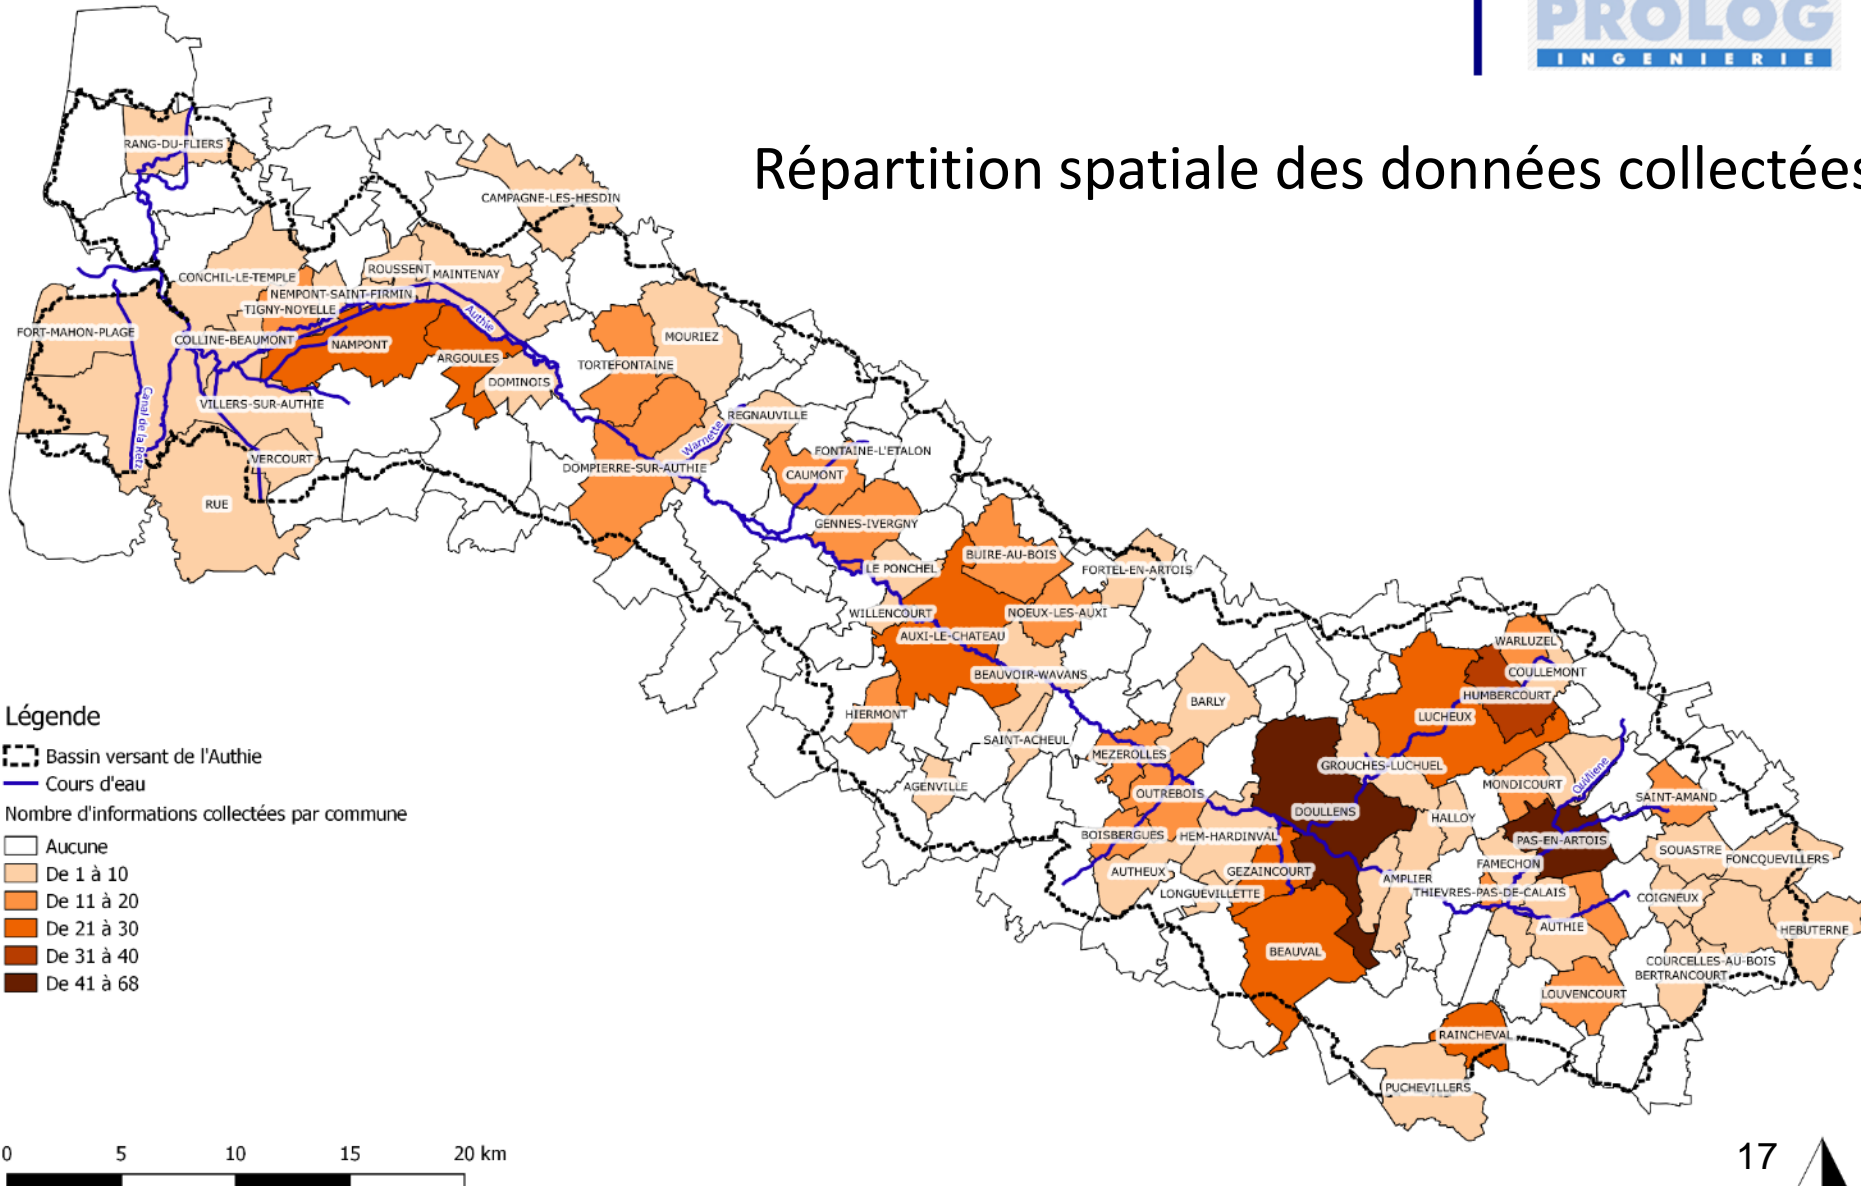 PROLOG
INGENIERIE
Répartition spatiale des données collectées
RANG-DU-FLIERS
CAMPAGNE-LES-HESDIN
CONCHIL-LE-TEMPLE
ROUSSENT
MAINTENAY
NEMPONT-SAINT-FIRMIN
TIGNY-NOYELLE
Authie
FORT-MAHON-PLAGE
COLLINE-BEAUMONT
NAMPONT
MOURIEZ
ARGOULES
TORTEFONTAINE
DOMINOIS
VILLERS-SUR-AUTHIE
Canal de la Retz
REGNAUVILLE
Warnette
VERCOURT
FONTAINE-L'ETALON
DOMPIERRE-SUR-AUTHIE
CAUMONT
RUE
GENNES-IVERGNY
BUIRE-AU-BOIS
LE PONCHEL
FORTEL-EN-ARTOIS
WILLENCOURT
NOEUX-LES-AUXI
AUXI-LE-CHATEAU
WARLUZEL
BEAUVOIR-WAVANS
COULLEMONT
BARLY
HUMBERCOURT
HIERMONT
LUCHEUX
SAINT-ACHEUL
MEZEROLLES
GROUCHES-LUCHUEL
AGENVILLE
MONDICOURT
Quilliene
OUTREBOIS
SAINT-AMAND
DOULLENS
HALLOY
BOISBERGUES
HEM-HARDINVAL
PAS-EN-ARTOIS
SOUASTRE
FONCQUEVILLERS
AUTHEUX
GEZAINCOURT
FAMECHON
AMPLIER
LONGUEVILLETTE
THIEVRES-PAS-DE-CALAIS
COIGNEUX
AUTHIE
HEBUTERNE
BEAUVAL
COURCELLES-AU-BOIS
BERTRANCOURT
LOUVENCOURT
RAINCHEVAL
PUCHEVILLERS
Légende
Bassin versant de l'Authie
Cours d'eau
Nombre d'informations collectées par commune
Aucune
De 1 à 10
De 11 à 20
De 21 à 30
De 31 à 40
De 41 à 68
0 5 10 15 20 km
17